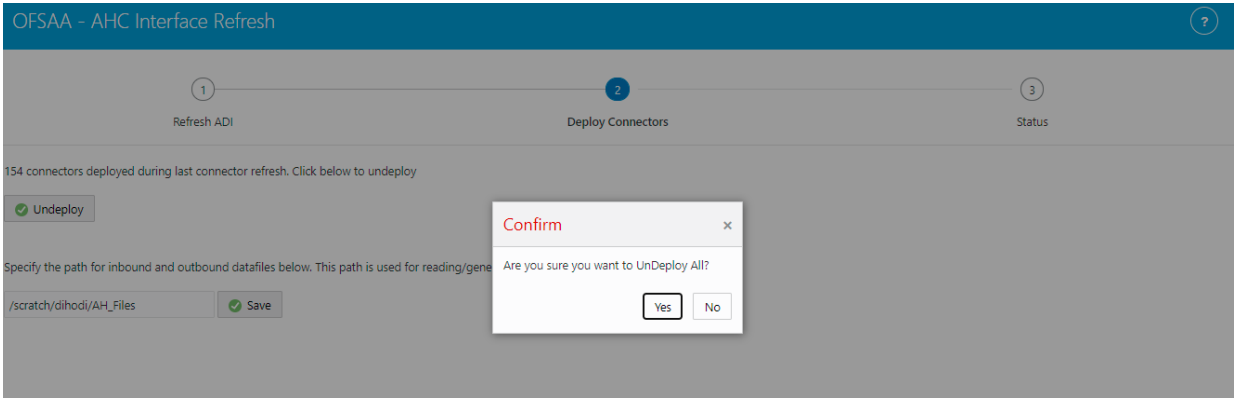 OFSAA - AHC Interface Refresh
?
1
2
3
Refresh ADI
Deploy Connectors
Status
154 connectors deployed during last connector refresh. Click below to undeploy
Undeploy
Confirm
×
Specify the path for inbound and outbound datafiles below. This path is used for reading/gene
Are you sure you want to UnDeploy All?
/scratch/dihodi/AH_Files
Save
Yes
No